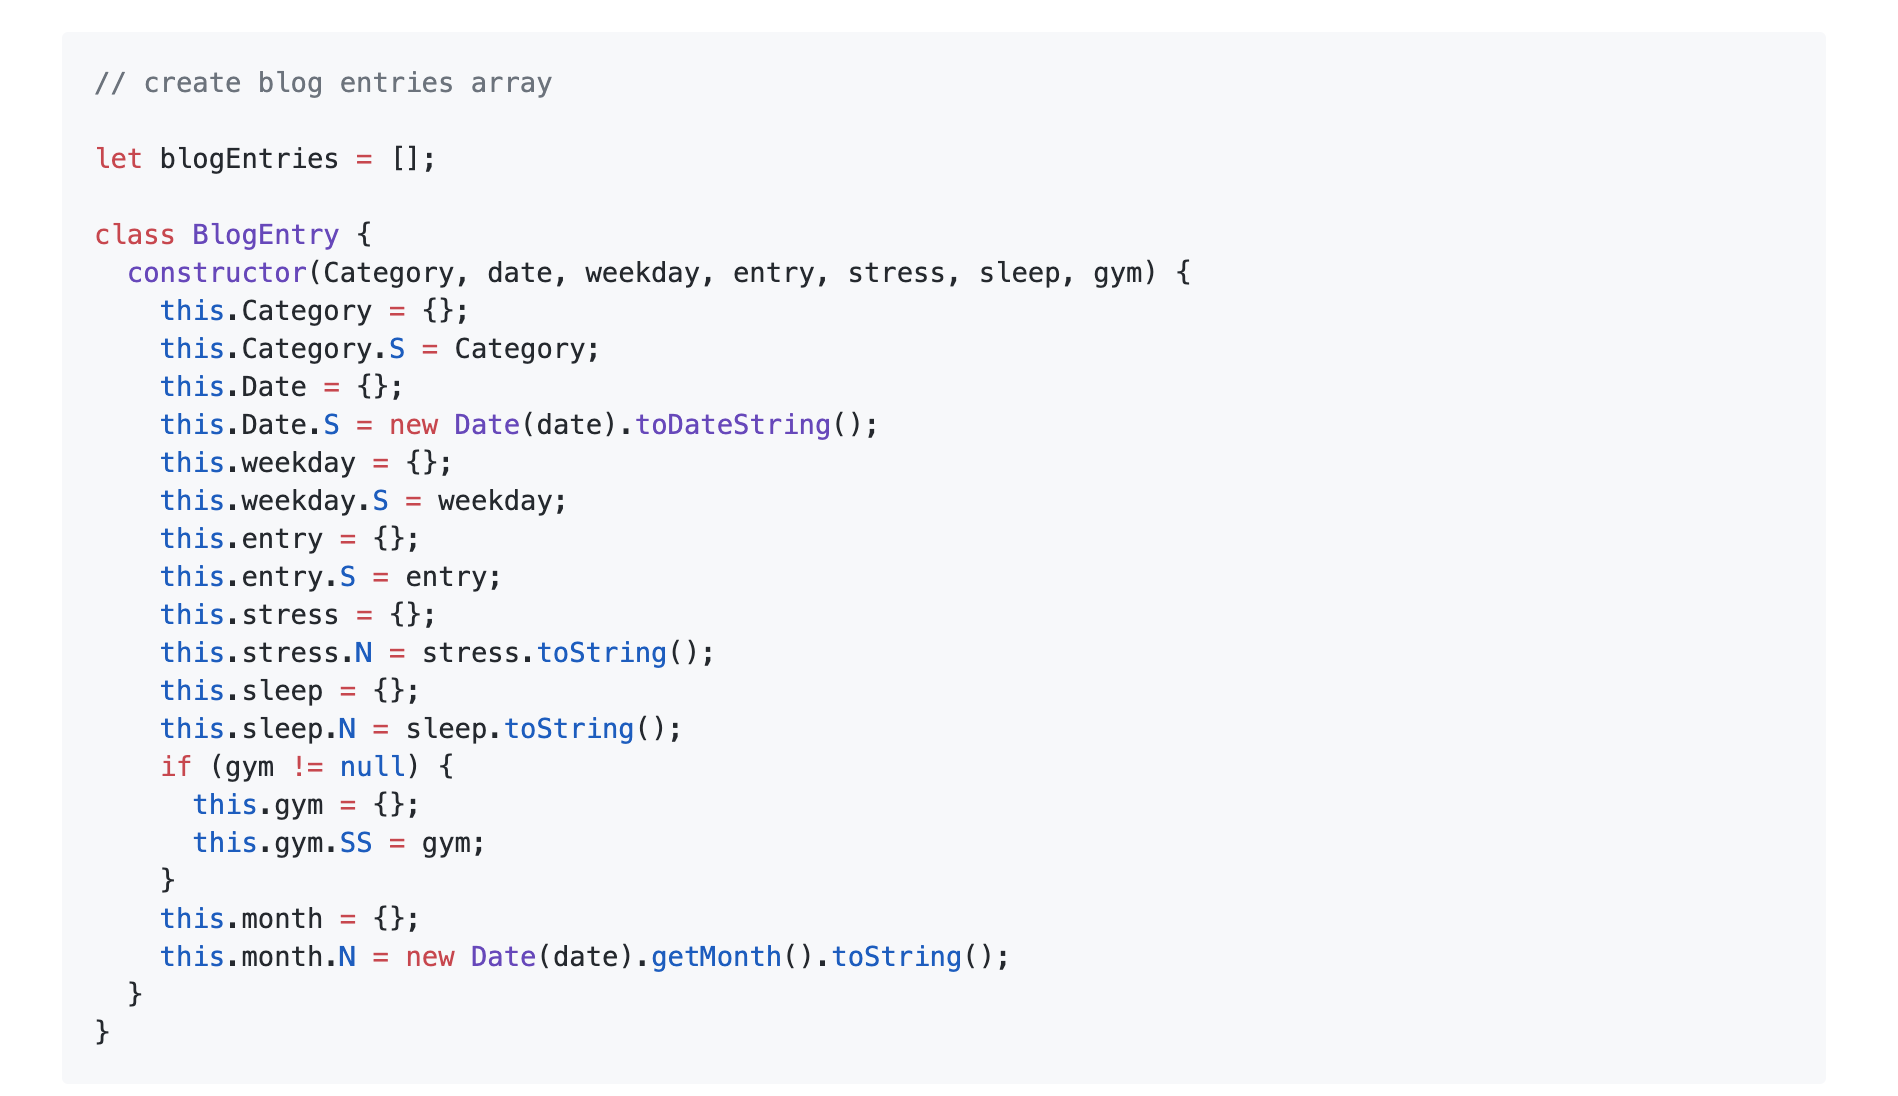 // create blog entries array

let blogEntries = [];

class BlogEntry {
  constructor(Category, date, weekday, entry, stress, sleep, gym) {
    this.Category = {};
    this.Category.S = Category;
    this.Date = {};
    this.Date.S = new Date(date).toDateString();
    this.weekday = {};
    this.weekday.S = weekday;
    this.entry = {};
    this.entry.S = entry;
    this.stress = {};
    this.stress.N = stress.toString();
    this.sleep = {};
    this.sleep.N = sleep.toString();
    if (gym != null) {
      this.gym = {};
      this.gym.SS = gym;
    }
    this.month = {};
    this.month.N = new Date(date).getMonth().toString();
  }
}